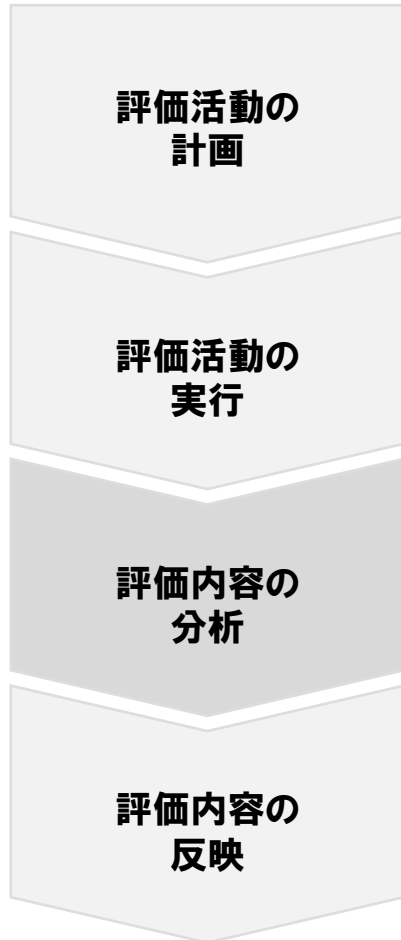 評価活動の
計画
評価活動の
実行
評価内容の
分析
評価内容の
反映